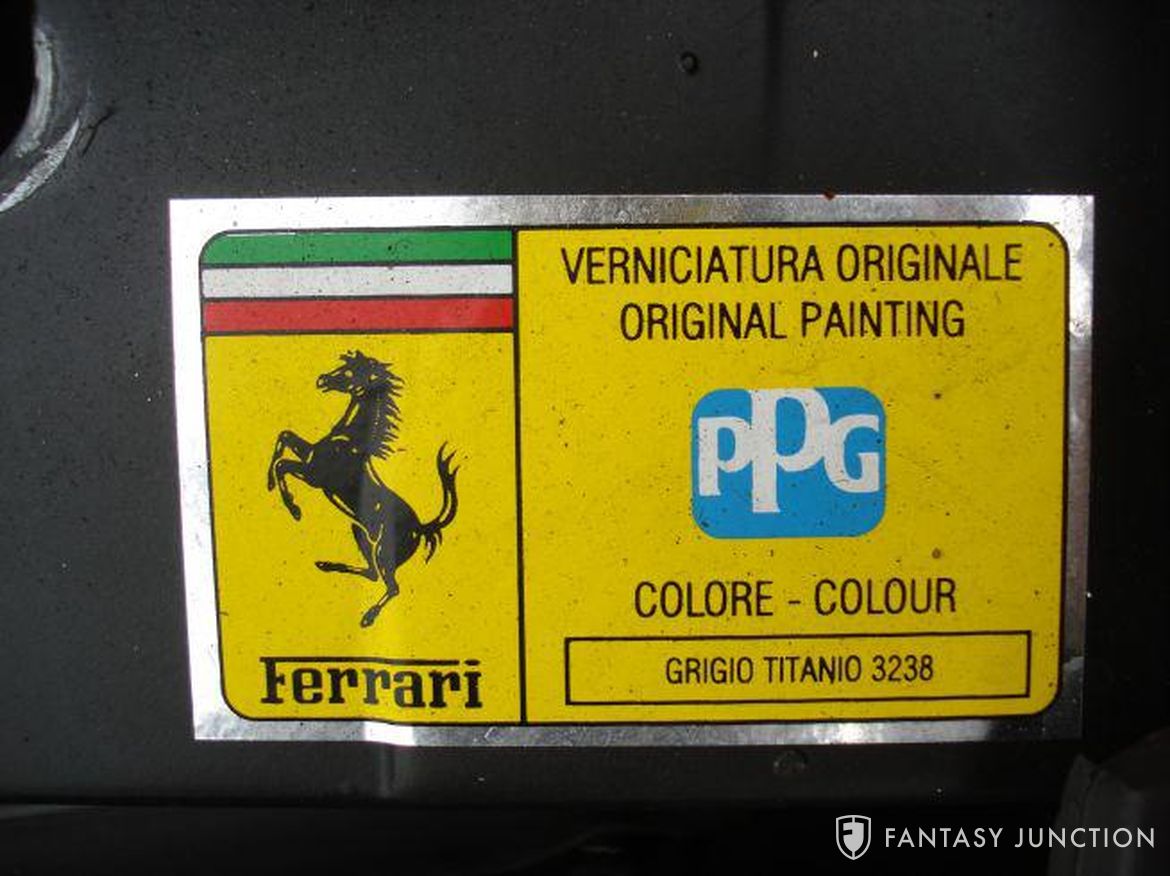 VERNICIATURA ORIGINALE
ORIGINAL PAINTING
PPG
COLORE - COLOUR
GRIGIO TITANIO 3238
Ferrari
FANTASY JUNCTION